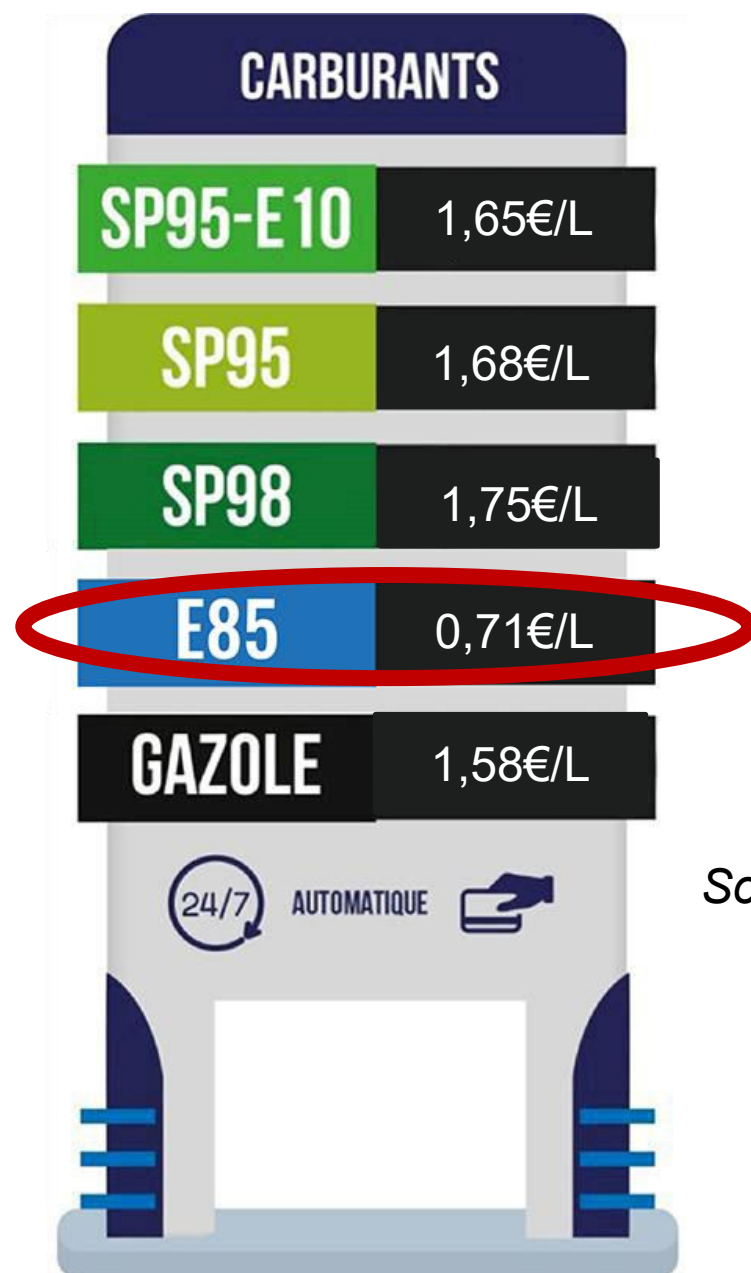 CARBURANTS
SP95-E10 1,65€/L
SP95 1,68€/L
SP98 1,75€/L
E85 0,71€/L
GAZOLE 1,58€/L
24/7 AUTOMATIQUE